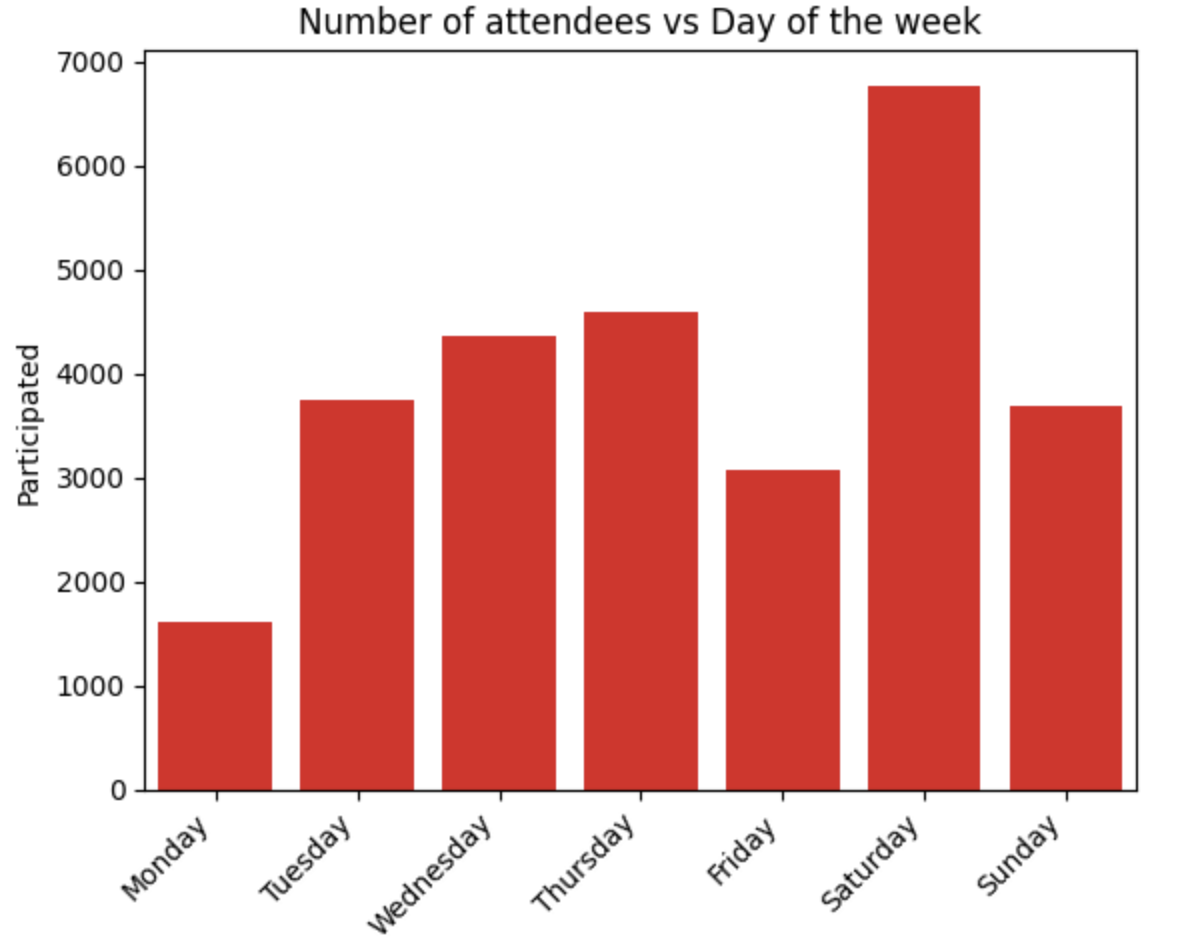 Number of attendees vs Day of the week
7000
6000
5000
4000
3000
2000
1000
0
Participated
Monday
Tuesday
Wednesday
Thursday
Friday
Saturday
Sunday